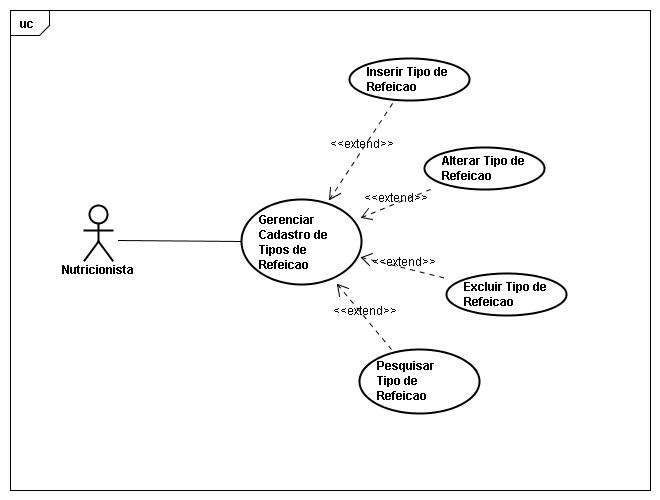 uc
Inserir Tipo de
Refeicao
<<extend>>
Alterar Tipo de
Refeicao
<<extend>>
Gerenciar
Cadastro de
Tipos de
Refeicao
Nutricionista
<<extend>>
Excluir Tipo de
Refeicao
<<extend>>
Pesquisar
Tipo de
Refeicao